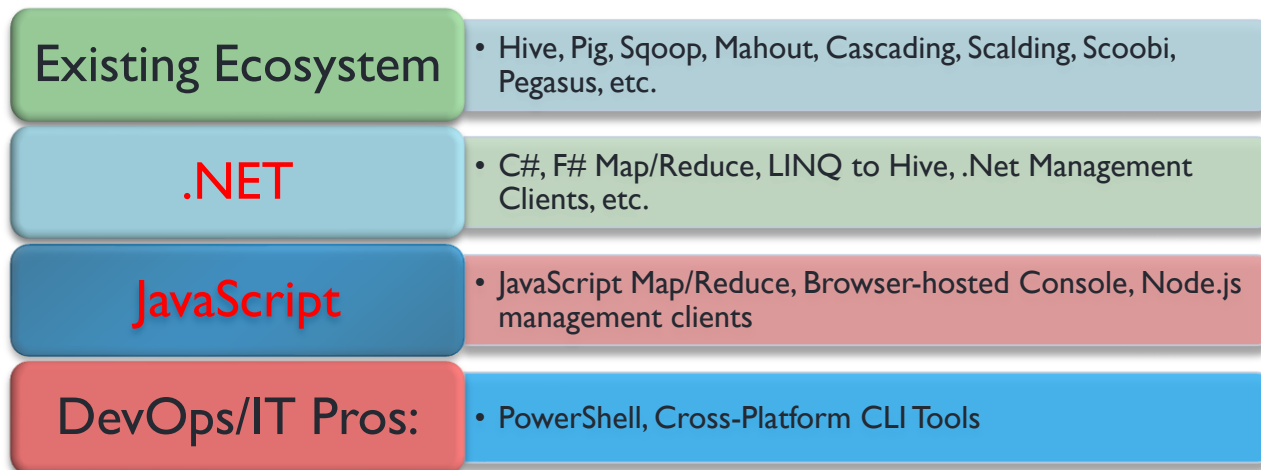 Existing Ecosystem
• Hive, Pig, Sqoop, Mahout, Cascading, Scalding, Scoobi,
Pegasus, etc.
.NET
• C#, F# Map/Reduce, LINQ to Hive, .Net Management
Clients, etc.
JavaScript
• JavaScript Map/Reduce, Browser-hosted Console, Node.js
management clients
DevOps/IT Pros:
• PowerShell, Cross-Platform CLI Tools